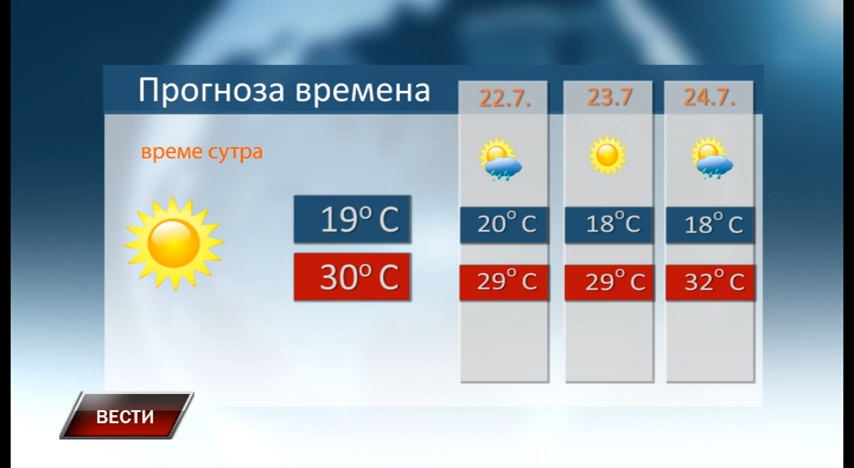 Прогноза времена
време сутра
19° C
30° C
22.7.
20° C
29° C
23.7
18°C
29° C
24.7.
18° C
32° C
ВЕСТИ